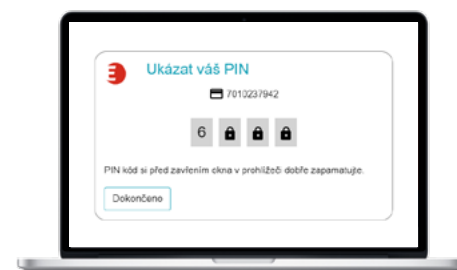 Ukázat váš PIN
7010237942
6
PIN kód si před zavřením okna v prohlížeči dobře zapamatujte.
Dokončeno